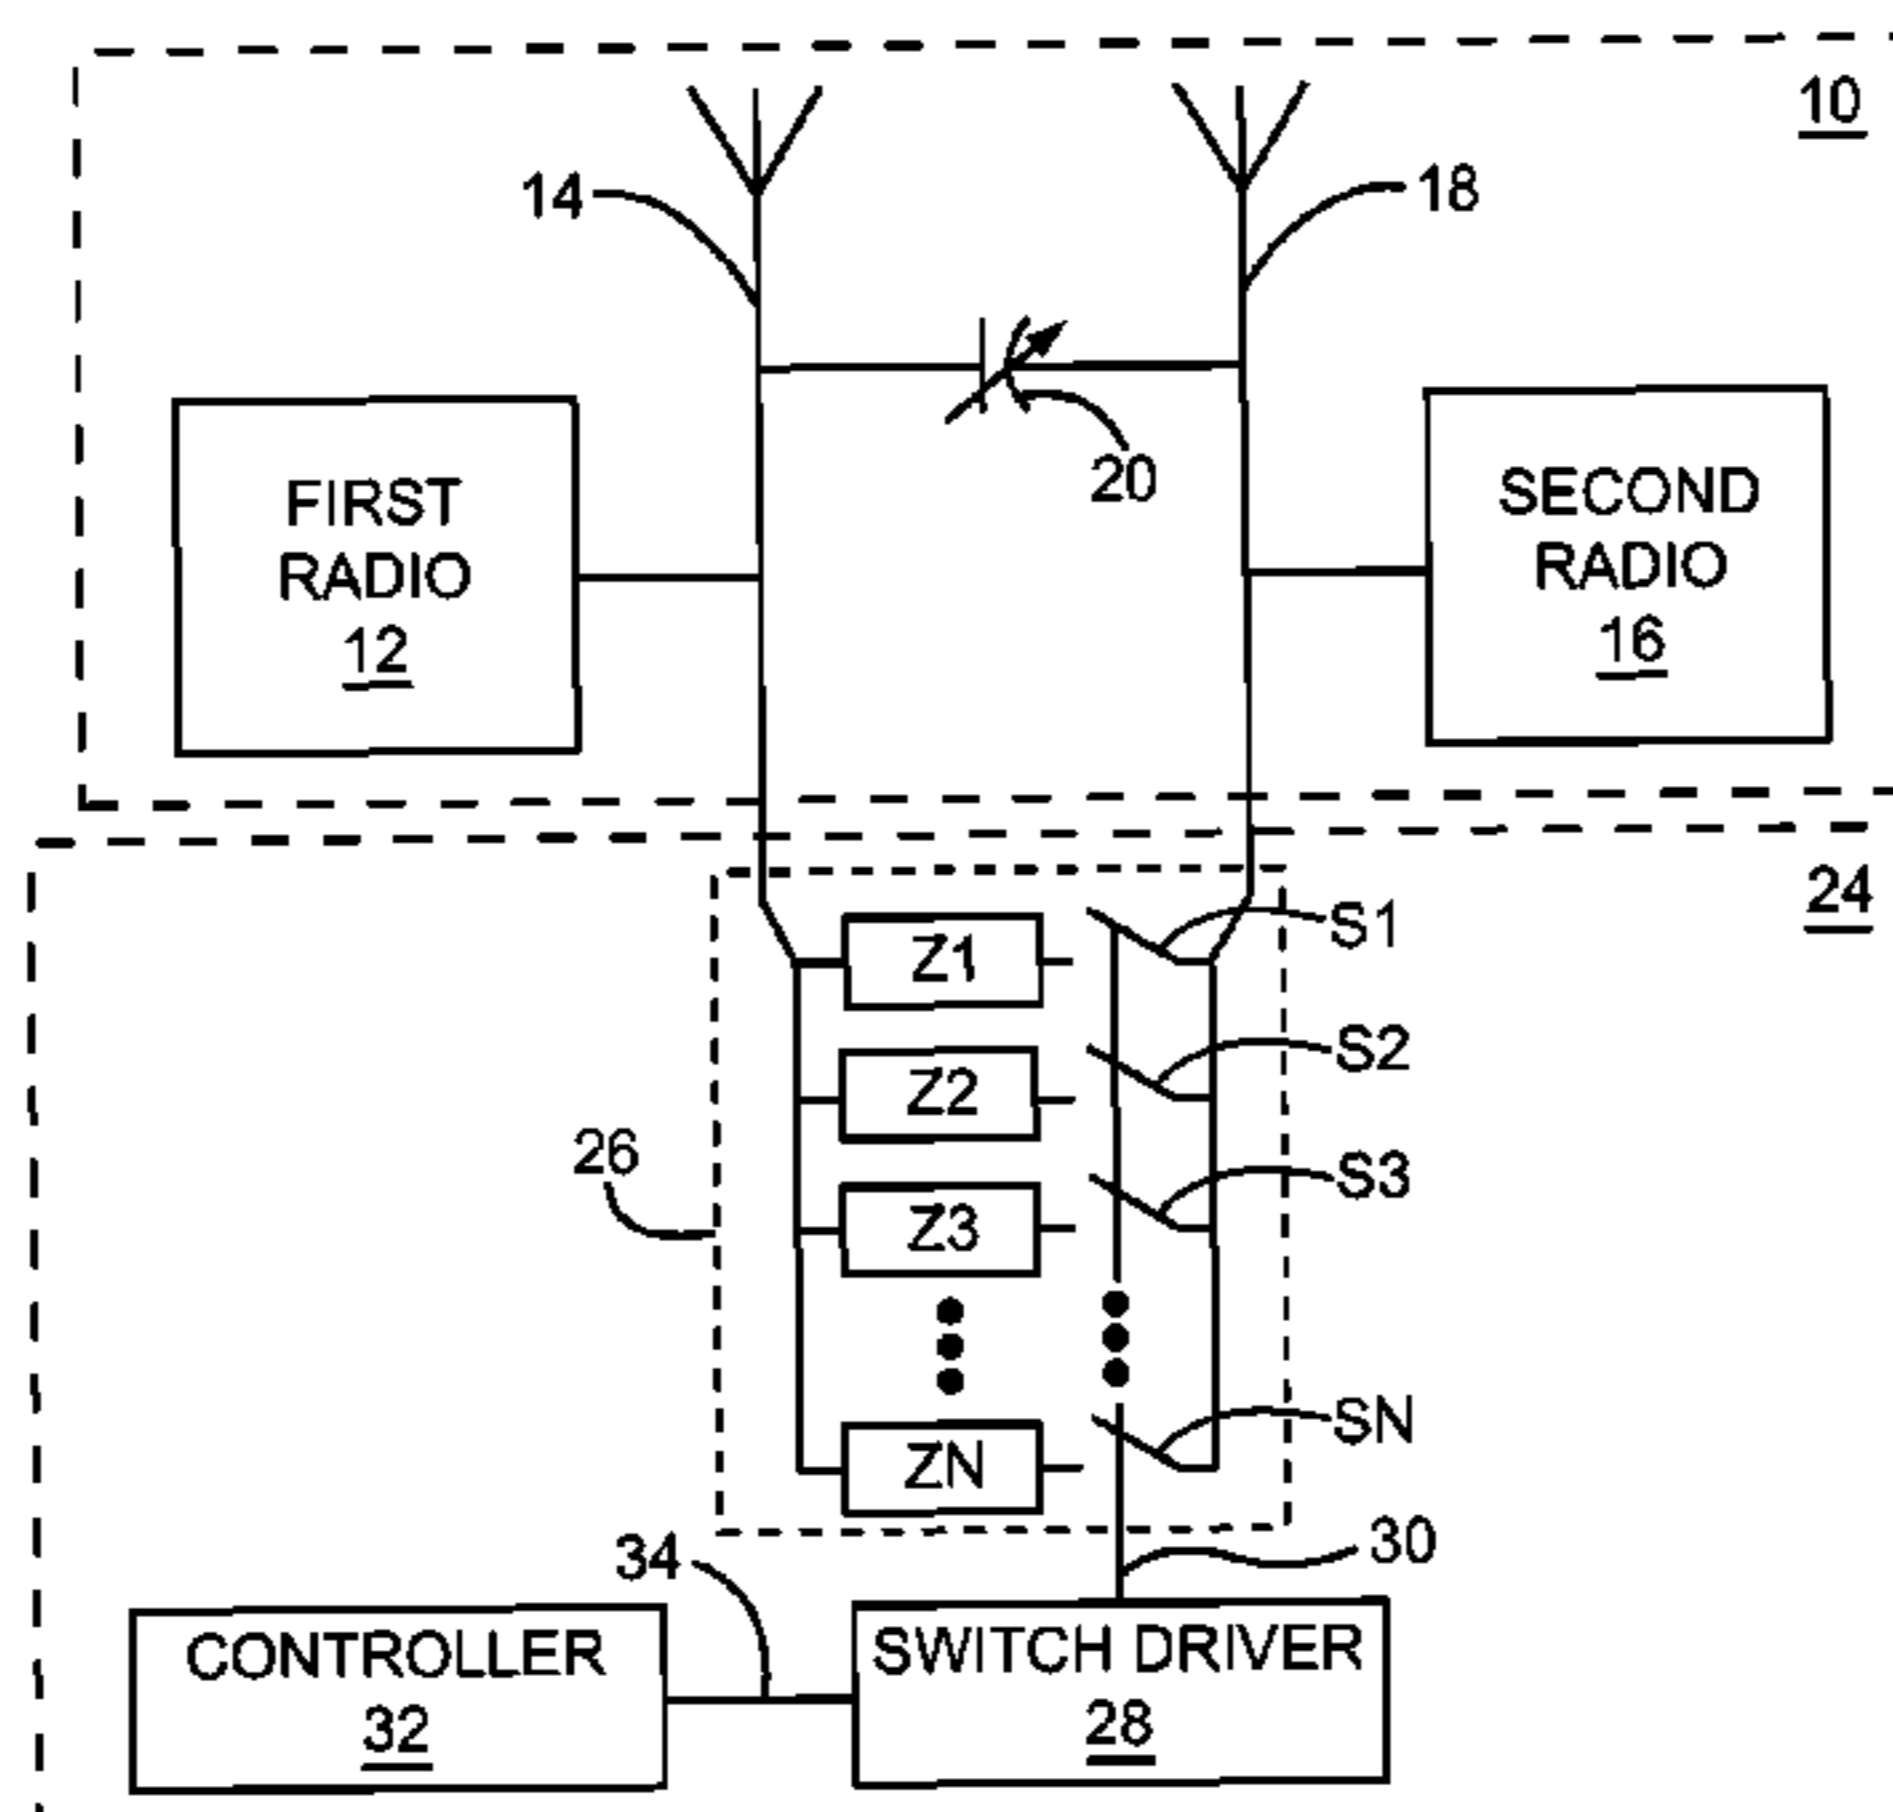 10
14
18
20
FIRST
RADIO
12
SECOND
RADIO
16
24
Z1
S1
Z2
S2
26
Z3
S3
ZN
SN
34
30
CONTROLLER
32
SWITCH DRIVER
28